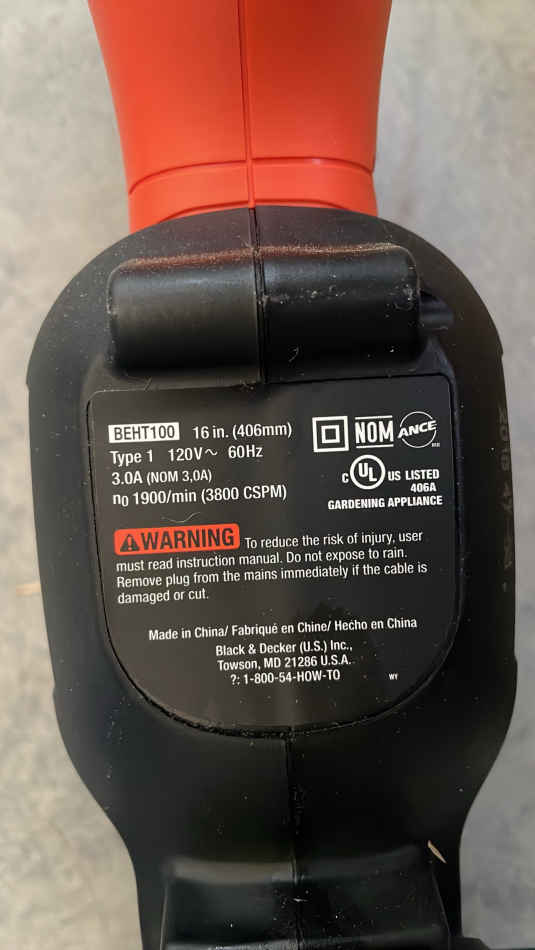 BEHT100 16 in. (406mm)
Type 1 120V~ 60Hz
3.0A (NOM 3,0A)
n0 1900/min (3800 CSPM)
NOM ANCE
C UL US LISTED
406A
GARDENING APPLIANCE
WARNING To reduce the risk of injury, user
must read instruction manual. Do not expose to rain.
Remove plug from the mains immediately if the cable is
damaged or cut.
Made in China/ Fabriqué en Chine/ Hecho en China
Black & Decker (U.S.) Inc.,
Towson, MD 21286 U.S.A.
?: 1-800-54-HOW-TO
WY